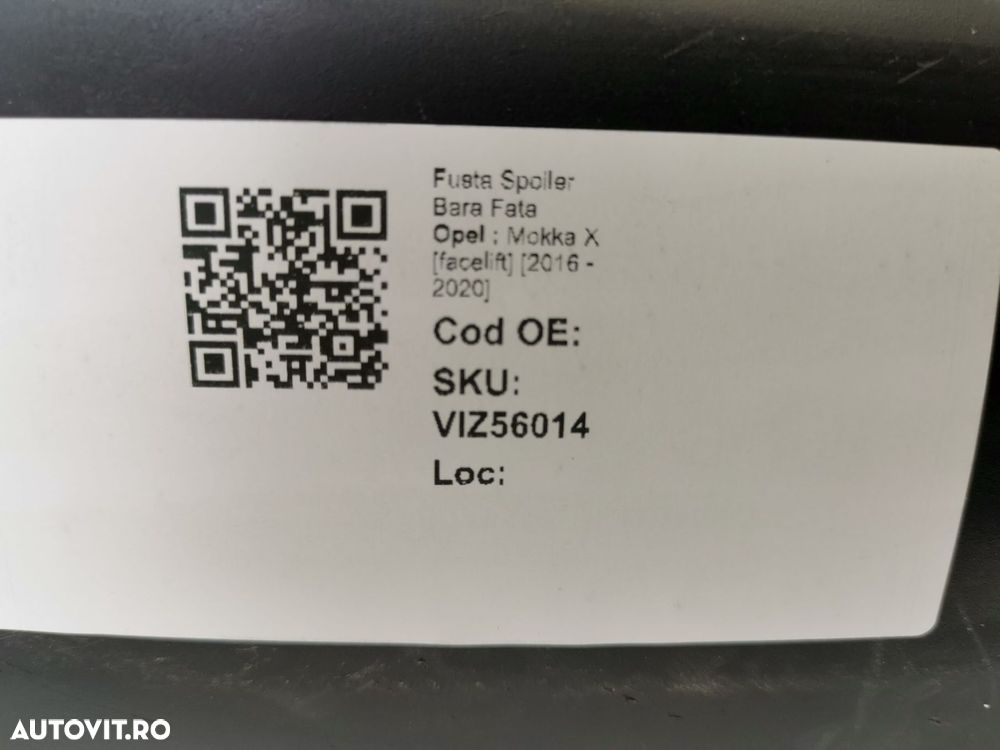 Fusta Spoiler
Bara Fata
Opel : Mokka X
[facelift] [2016 -
2020]
Cod OE:
SKU:
VIZ56014
Loc:
AUTOVIT.RO